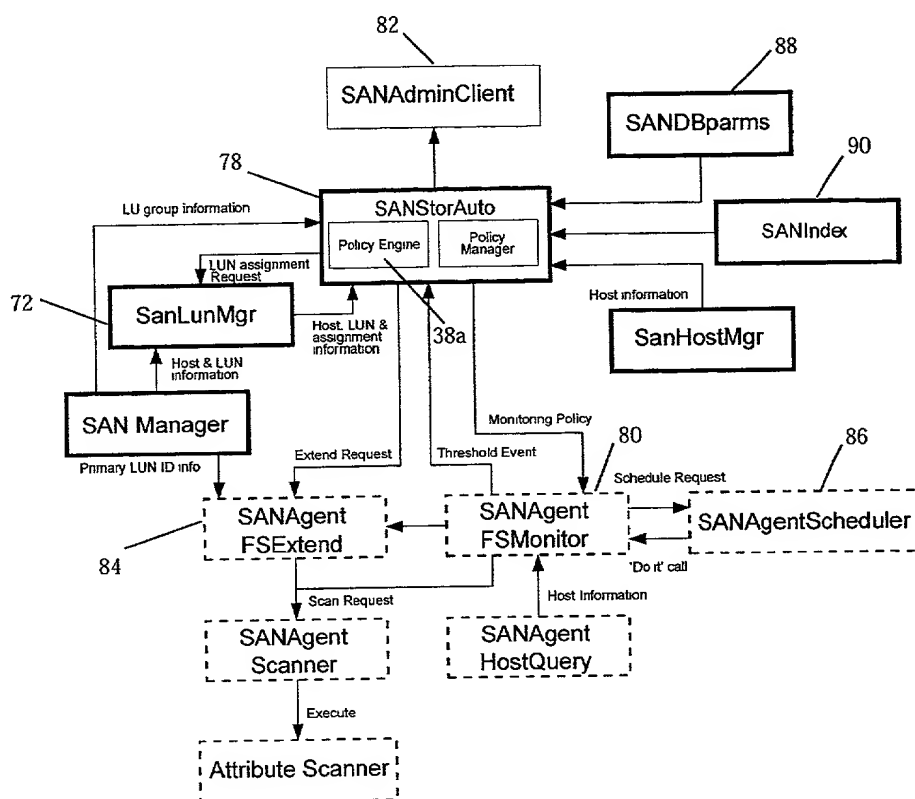 82
SANAdminClient
88
SANDBparms
78
90
LU group information
SANStorAuto
Policy Engine
Policy
Manager
SANIndex
LUN assignment
Request
Host information
72
SanLunMgr
Host, LUN &
assignment
information
38a
SanHostMgr
Host & LUN
information
SAN Manager
Monitoring Policy
80
86
Primary LUN ID info
Extend Request
Threshold Event
Schedule Request
SANAgent
FSExtend
SANAgent
FSMonitor
SANAgentScheduler
84
'Do it' call
Scan Request
Host Information
SANAgent
Scanner
SANAgent
HostQuery
Execute
Attribute Scanner